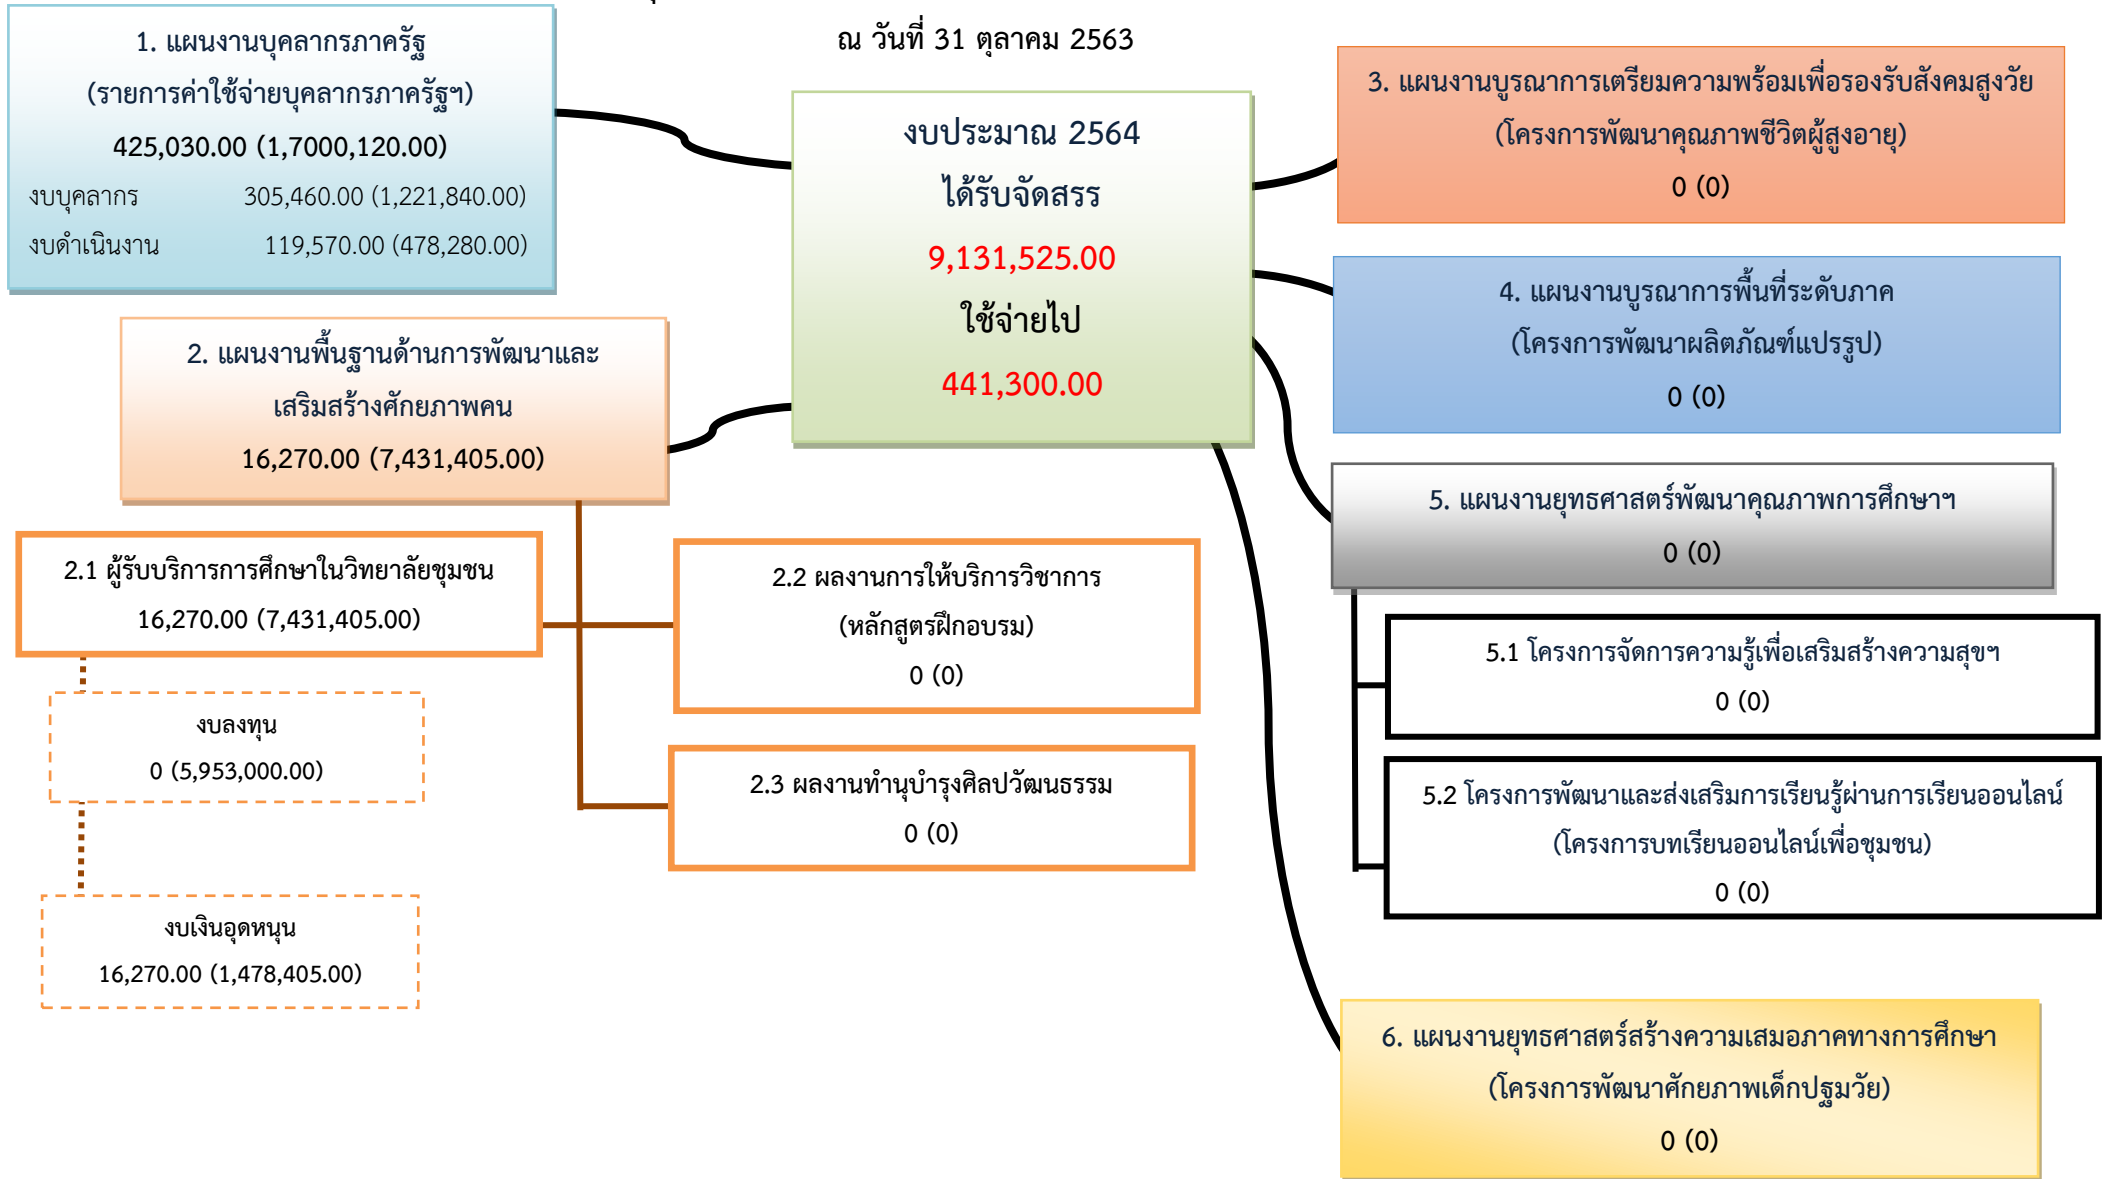 ณ วันที่ 31 ตุลาคม 2563
1. แผนงานบุคลากรภาครัฐ
(รายการค่าใช้จ่ายบุคลากรภาครัฐฯ)
425,030.00 (1,7000,120.00)
งบบุคลากร 305,460.00 (1,221,840.00)
งบดำเนินงาน 119,570.00 (478,280.00)
งบประมาณ 2564
ได้รับจัดสรร
9,131,525.00
ใช้จ่ายไป
441,300.00
2. แผนงานพื้นฐานด้านการพัฒนาและ
เสริมสร้างศักยภาพคน
16,270.00 (7,431,405.00)
2.1 ผู้รับบริการการศึกษาในวิทยาลัยชุมชน
16,270.00 (7,431,405.00)
งบลงทุน
0 (5,953,000.00)
งบเงินอุดหนุน
16,270.00 (1,478,405.00)
2.2 ผลงานการให้บริการวิชาการ
(หลักสูตรฝึกอบรม)
0 (0)
2.3 ผลงานทำนุบำรุงศิลปวัฒนธรรม
0 (0)
3. แผนงานบูรณาการเตรียมความพร้อมเพื่อรองรับสังคมสูงวัย
(โครงการพัฒนาคุณภาพชีวิตผู้สูงอายุ)
0 (0)
4. แผนงานบูรณาการพื้นที่ระดับภาค
(โครงการพัฒนาผลิตภัณฑ์แปรรูป)
0 (0)
5. แผนงานยุทธศาสตร์พัฒนาคุณภาพการศึกษาฯ
0 (0)
5.1 โครงการจัดการความรู้เพื่อเสริมสร้างความสุขฯ
0 (0)
5.2 โครงการพัฒนาและส่งเสริมการเรียนรู้ผ่านการเรียนออนไลน์
(โครงการบทเรียนออนไลน์เพื่อชุมชน)
0 (0)
6. แผนงานยุทธศาสตร์สร้างความเสมอภาคทางการศึกษา
(โครงการพัฒนาศักยภาพเด็กปฐมวัย)
0 (0)